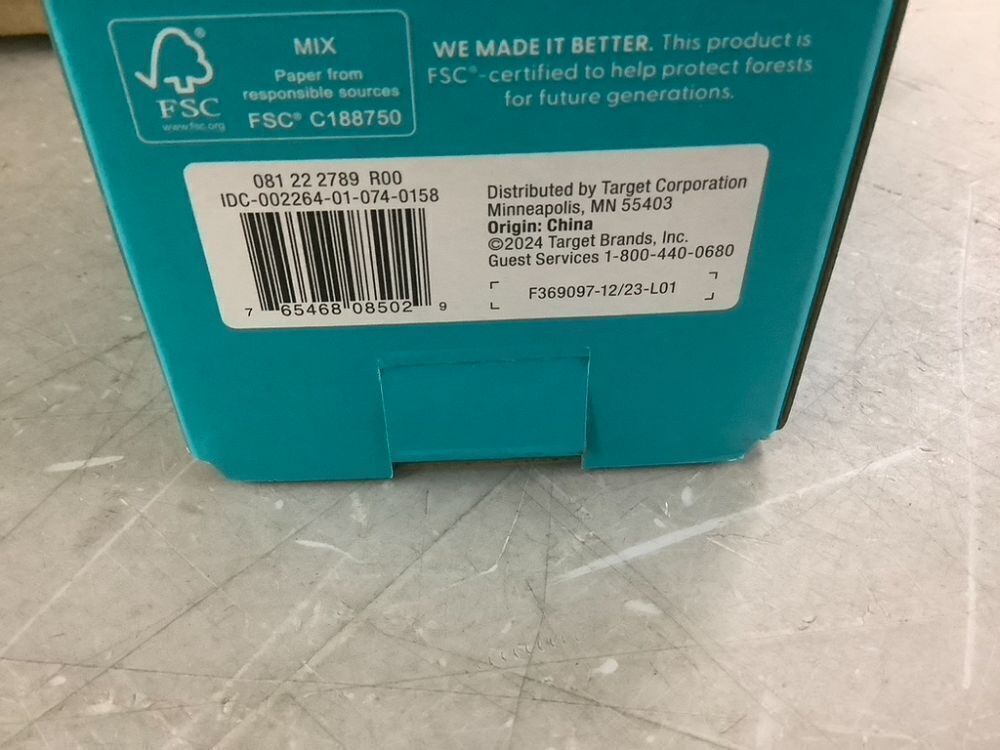 MIX
Paper from
responsible sources
FSC® C188750
®
FSC
www.fsc.org
WE MADE IT BETTER. This product is
FSC®-certified to help protect forests
for future generations.
081 22 2789 R00
IDC-002264-01-074-0158
7 65468 08502 9
Distributed by Target Corporation
Minneapolis, MN 55403
Origin: China
©2024 Target Brands, Inc.
Guest Services 1-800-440-0680
F369097-12/23-L01